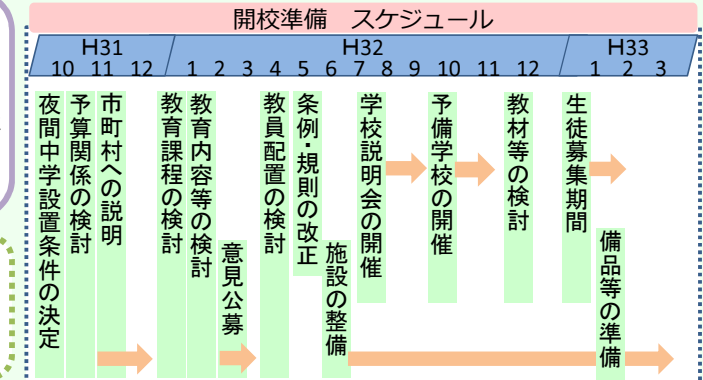 開校準備　スケジュール
H31 H32 H33
10 11 12 1 2 3 4 5 6 7 8 9 10 11 12 1 2 3
夜間中学設置条件の決定
予算関係の検討
市町村への説明
教育課程の検討
教育内容等の検討
意見公募
教員配置の検討
条例・規則の改正
施設の整備
学校説明会の開催
予備学校の開催
教材等の検討
生徒募集期間
備品等の準備